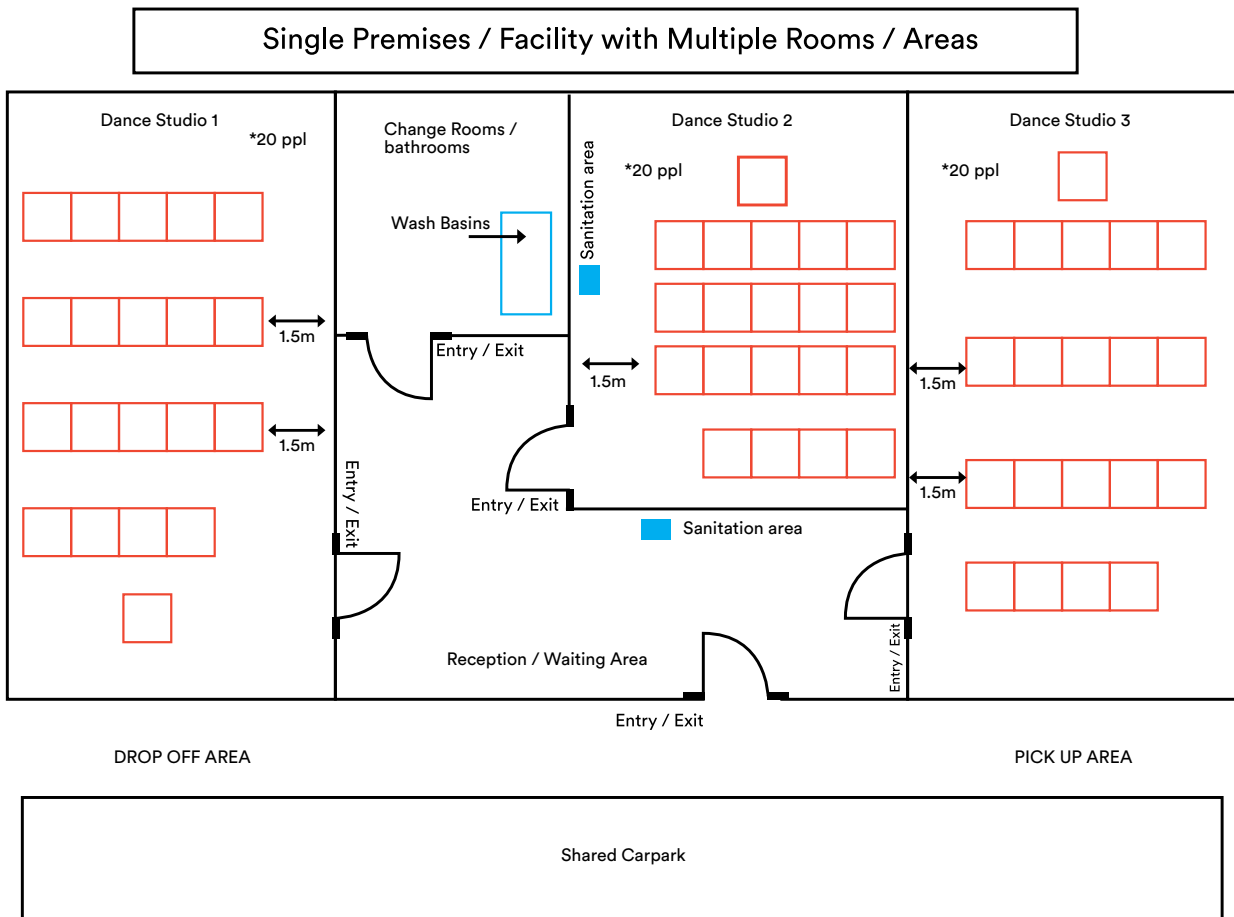 Single Premises / Facility with Multiple Rooms / Areas
Dance Studio 1
*20 ppl
1.5m
1.5m
Entry / Exit
Change Rooms /
bathrooms
Wash Basins
Entry / Exit
Sanitation area
Dance Studio 2
*20 ppl
1.5m
Entry / Exit
Sanitation area
Dance Studio 3
*20 ppl
1.5m
1.5m
Entry / Exit
Reception / Waiting Area
Entry / Exit
DROP OFF AREA
PICK UP AREA
Shared Carpark